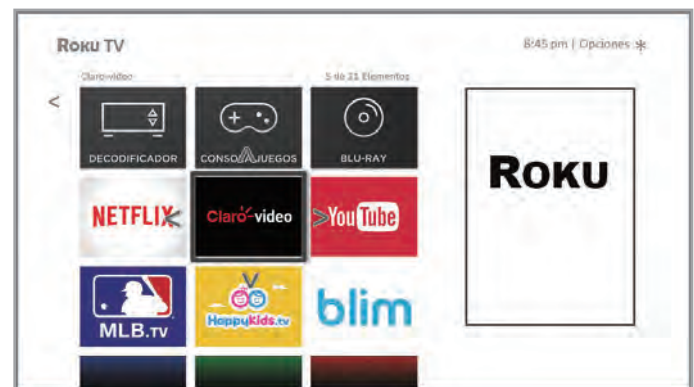 ROKU TV
8:45 pm | Opciones *
Claro-video
5 de 21 Elementos
<
DECODIFICADOR
CONSOLA JUEGOS
BLU-RAY
ROKU
NETFLIX
<
Claro-video
>
YouTube
MLB.TV
HappyKids.tv
blim